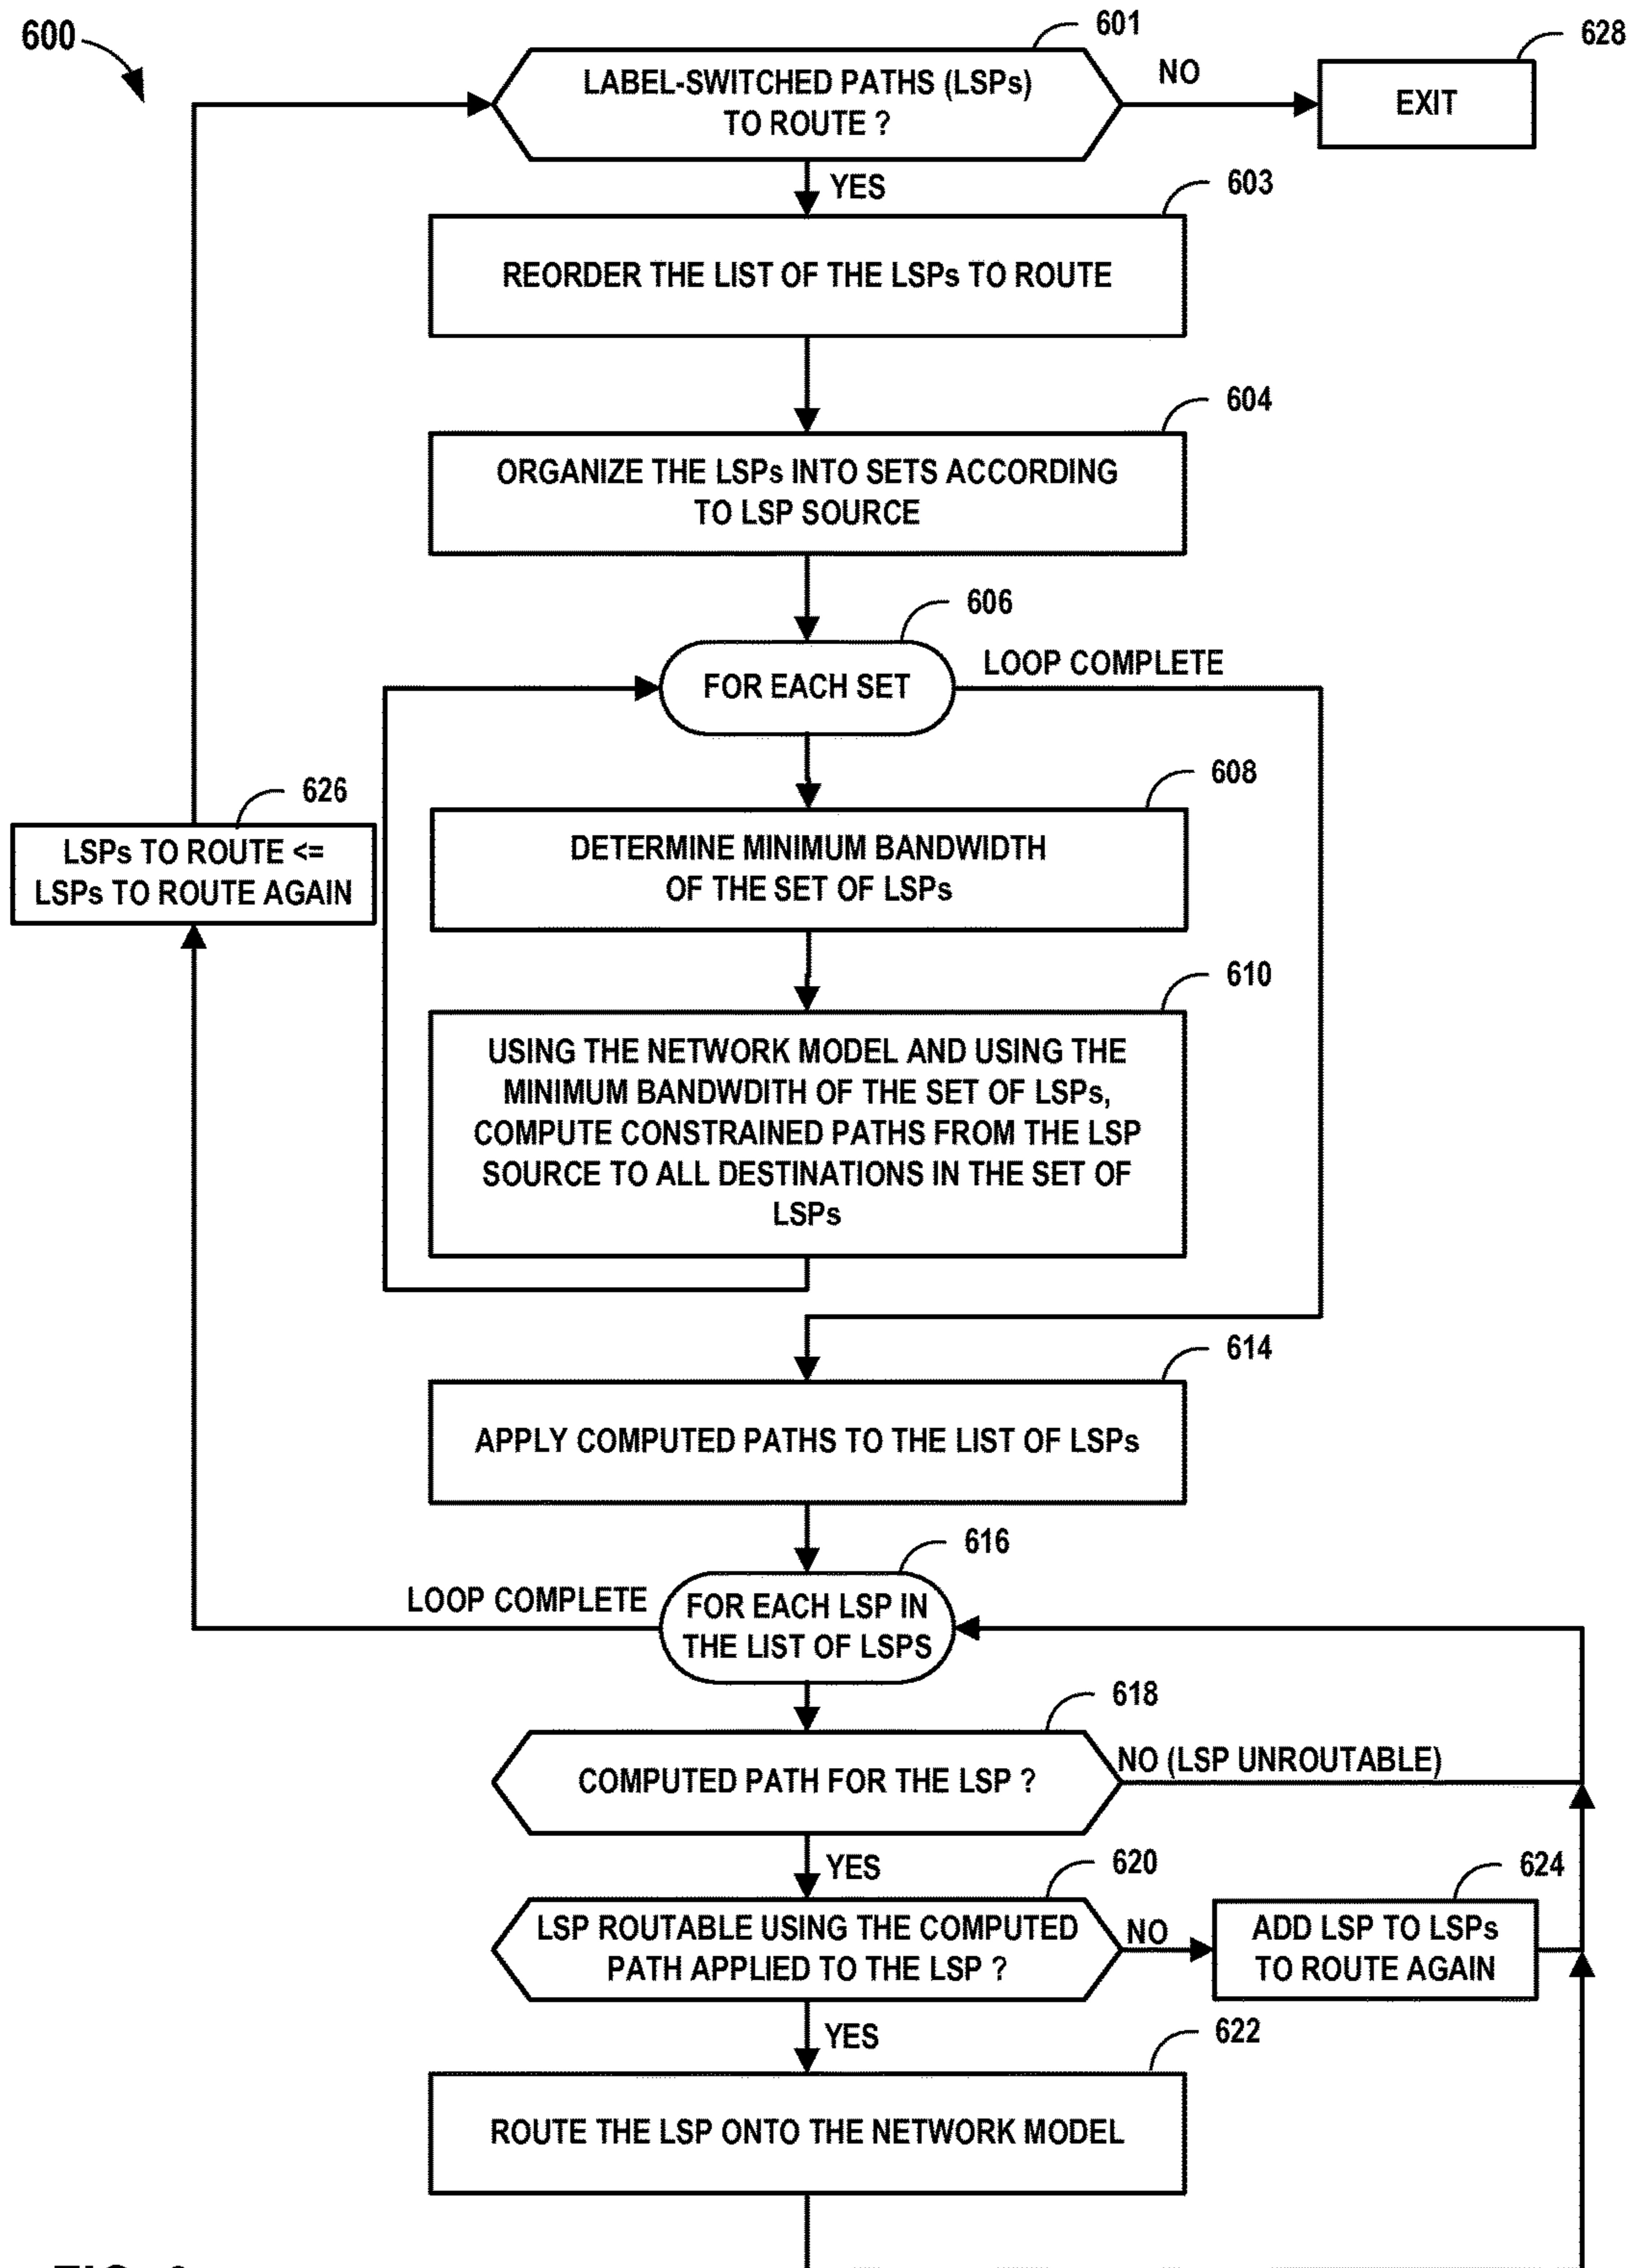 600
601
LABEL-SWITCHED PATHS (LSPs)
TO ROUTE ?
NO
628
EXIT
YES
603
REORDER THE LIST OF THE LSPs TO ROUTE
604
ORGANIZE THE LSPs INTO SETS ACCORDING
TO LSP SOURCE
606
FOR EACH SET
LOOP COMPLETE
608
DETERMINE MINIMUM BANDWIDTH
OF THE SET OF LSPs
626
LSPs TO ROUTE <=
LSPs TO ROUTE AGAIN
610
USING THE NETWORK MODEL AND USING THE
MINIMUM BANDWDITH OF THE SET OF LSPs,
COMPUTE CONSTRAINED PATHS FROM THE LSP
SOURCE TO ALL DESTINATIONS IN THE SET OF
LSPs
614
APPLY COMPUTED PATHS TO THE LIST OF LSPs
616
LOOP COMPLETE
FOR EACH LSP IN
THE LIST OF LSPS
618
COMPUTED PATH FOR THE LSP ?
NO (LSP UNROUTABLE)
YES
620
LSP ROUTABLE USING THE COMPUTED
PATH APPLIED TO THE LSP ?
NO
624
ADD LSP TO LSPs
TO ROUTE AGAIN
YES
622
ROUTE THE LSP ONTO THE NETWORK MODEL